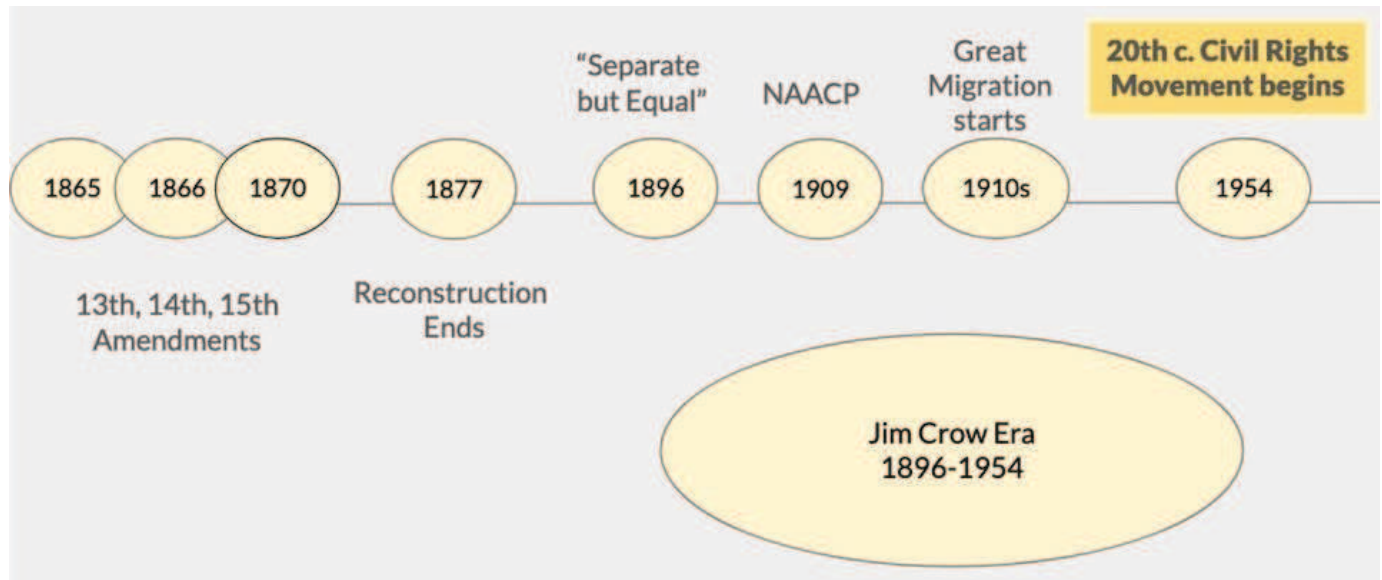 "Separate
but Equal"
NAACP
Great
Migration
starts
20th c. Civil Rights
Movement begins
1865
1866
1870
1877
1896
1909
1910s
1954
13th, 14th, 15th
Amendments
Reconstruction
Ends
Jim Crow Era
1896-1954